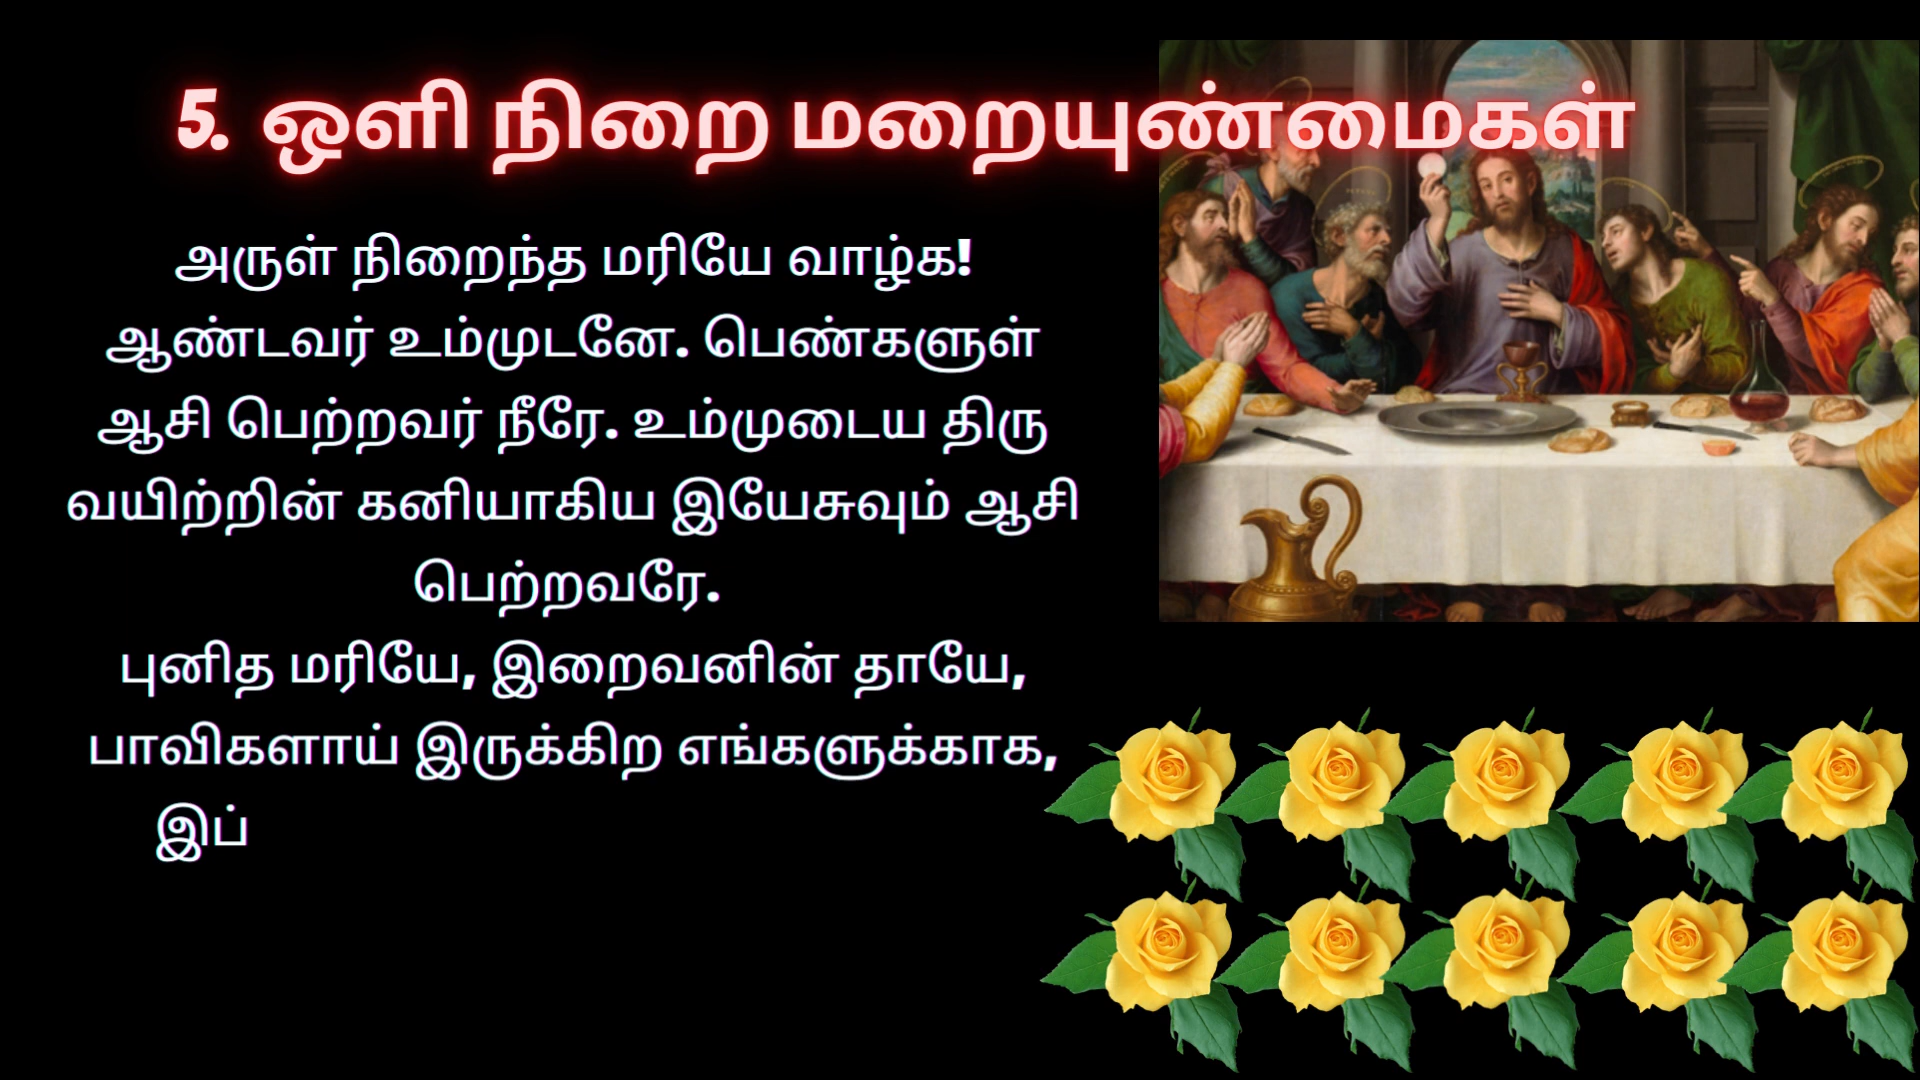 5. ஒளி நிறை மறையுண்மைகள்
அருள் நிறைந்த மரியே வாழ்க!
ஆண்டவர் உம்முடனே. பெண்களுள்
ஆசி பெற்றவர் நீரே. உம்முடைய திரு
வயிற்றின் கனியாகிய இயேசுவும் ஆசி
பெற்றவரே.
புனித மரியே, இறைவனின் தாயே,
பாவிகளாய் இருக்கிற எங்களுக்காக,
இப்